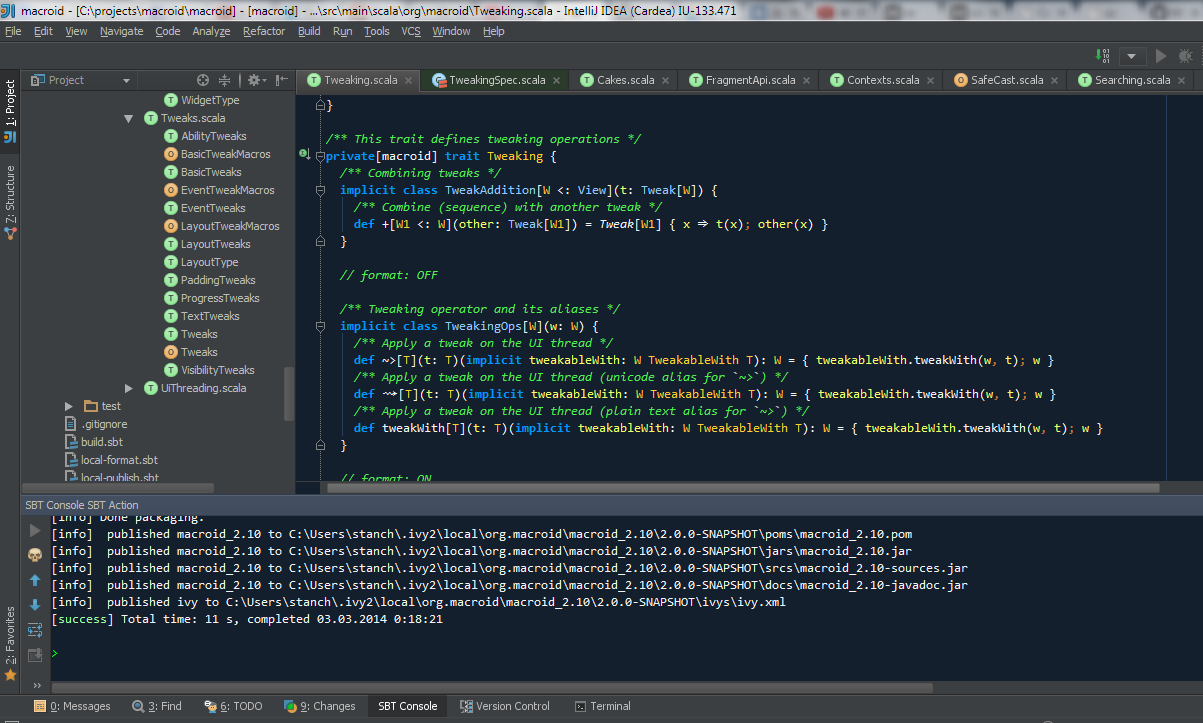 macroid - [C:\projects\macroid\macroid] - [macroid] - ...\src\main\scala\org\macroid\Tweaking.scala - IntelliJ IDEA (Cardea) IU-133.471
File Edit View Navigate Code Analyze Refactor Build Run Tools VCS Window Help
1: Project
7: Structure
2: Favorites
Project
WidgetType
Tweaks.scala
AbilityTweaks
BasicTweakMacros
BasicTweaks
EventTweakMacros
EventTweaks
LayoutTweakMacros
LayoutTweaks
LayoutType
PaddingTweaks
ProgressTweaks
TextTweaks
Tweaks
Tweaks
VisibilityTweaks
UiThreading.scala
test
.gitignore
build.sbt
local-format.sbt
local-publish.sbt
Tweaking.scala TweakingSpec.scala Cakes.scala FragmentApi.scala Contexts.scala SafeCast.scala Searching.scala
}
/** This trait defines tweaking operations */
private[macroid] trait Tweaking {
/** Combining tweaks */
implicit class TweakAddition[W <: View](t: Tweak[W]) {
/** Combine (sequence) with another tweak */
def +[W1 <: W](other: Tweak[W1]) = Tweak[W1] { x ⇒ t(x); other(x) }
}
// format: OFF
/** Tweaking operator and its aliases */
implicit class TweakingOps[W](w: W) {
/** Apply a tweak on the UI thread */
def ~>[T](t: T)(implicit tweakableWith: W TweakableWith T): W = { tweakableWith.tweakWith(w, t); w }
/** Apply a tweak on the UI thread (unicode alias for `~>`) */
def ⇝[T](t: T)(implicit tweakableWith: W TweakableWith T): W = { tweakableWith.tweakWith(w, t); w }
/** Apply a tweak on the UI thread (plain text alias for `~>`) */
def tweakWith[T](t: T)(implicit tweakableWith: W TweakableWith T): W = { tweakableWith.tweakWith(w, t); w }
}
// format: ON
SBT Console SBT Action
[info] Done packaging.
[info]  published macroid_2.10 to C:\Users\stanch\.ivy2\local\org.macroid\macroid_2.10\2.0.0-SNAPSHOT\poms\macroid_2.10.pom
[info]  published macroid_2.10 to C:\Users\stanch\.ivy2\local\org.macroid\macroid_2.10\2.0.0-SNAPSHOT\jars\macroid_2.10.jar
[info]  published macroid_2.10 to C:\Users\stanch\.ivy2\local\org.macroid\macroid_2.10\2.0.0-SNAPSHOT\srcs\macroid_2.10-sources.jar
[info]  published macroid_2.10 to C:\Users\stanch\.ivy2\local\org.macroid\macroid_2.10\2.0.0-SNAPSHOT\docs\macroid_2.10-javadoc.jar
[info]  published ivy to C:\Users\stanch\.ivy2\local\org.macroid\macroid_2.10\2.0.0-SNAPSHOT\ivys\ivy.xml
[success] Total time: 11 s, completed 03.03.2014 0:18:21
>
0: Messages 3: Find 6: TODO 9: Changes SBT Console Version Control Terminal